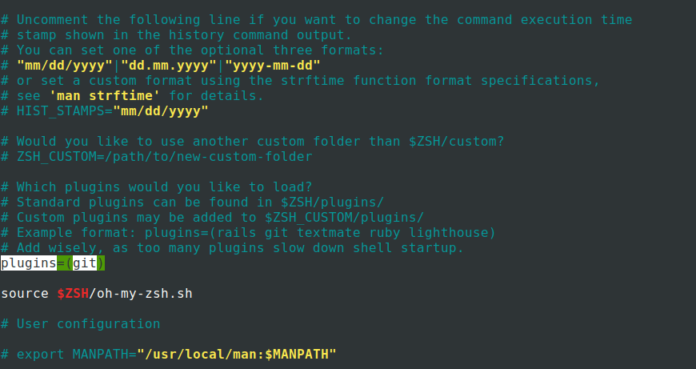 # Uncomment the following line if you want to change the command execution time
# stamp shown in the history command output.
# You can set one of the optional three formats:
# "mm/dd/yyyy"|"dd.mm.yyyy"|"yyyy-mm-dd"
# or set a custom format using the strftime function format specifications,
# see 'man strftime' for details.
# HIST_STAMPS="mm/dd/yyyy"
# Would you like to use another custom folder than $ZSH/custom?
# ZSH_CUSTOM=/path/to/new-custom-folder
# Which plugins would you like to load?
# Standard plugins can be found in $ZSH/plugins/
# Custom plugins may be added to $ZSH_CUSTOM/plugins/
# Example format: plugins=(rails git textmate ruby lighthouse)
# Add wisely, as too many plugins slow down shell startup.
plugins=(git)
source $ZSH/oh-my-zsh.sh
# User configuration
# export MANPATH="/usr/local/man:$MANPATH"